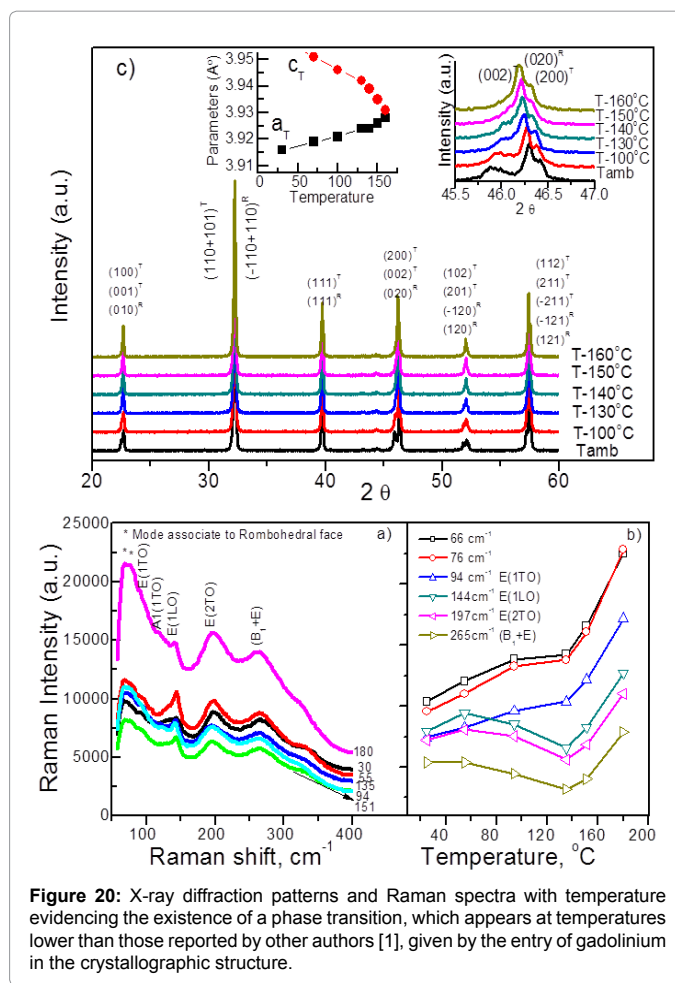 c)
3.95
3.94
3.93
3.92
3.91
Parameters (Aº)
c_T
a_T
0 50 100 150
Temperature
Intensity (a.u.)
(020)ᴿ
(002)ᵀ
(200)ᵀ
T-160°C
T-150°C
T-140°C
T-130°C
T-100°C
Tamb
45.5 46.0 46.5 47.0
2 θ
Intensity (a.u.)
(100)ᵀ
(001)ᵀ
(010)ᴿ
(110+101)ᵀ
(-110+110)ᴿ
(111)ᵀ
(111)ᴿ
(200)ᵀ
(002)ᵀ
(020)ᴿ
(102)ᵀ
(201)ᵀ
(-120)ᴿ
(120)ᴿ
(112)ᵀ
(211)ᵀ
(-211)ᵀ
(-121)ᴿ
(121)ᴿ
T-160°C
T-150°C
T-140°C
T-130°C
T-100°C
Tamb
20 30 40 50 60
2 θ
25000
20000
15000
10000
5000
0
Raman Intensity (a.u.)
* Mode associate to Rombohedral face
a)
**
E(1TO)
A1(1TO)
E(1LO)
E(2TO)
(B₁+E)
180
30
55
135
94
151
100 200 300 400
Raman shift, cm⁻¹
b)
66 cm⁻¹
76 cm⁻¹
94 cm⁻¹ E(1TO)
144cm⁻¹ E(1LO)
197cm⁻¹ E(2TO)
265cm⁻¹ (B₁+E)
40 80 120 160 200
Temperature, °C
Figure 20: X-ray diffraction patterns and Raman spectra with temperature
evidencing the existence of a phase transition, which appears at temperatures
lower than those reported by other authors [1], given by the entry of gadolinium
in the crystallographic structure.